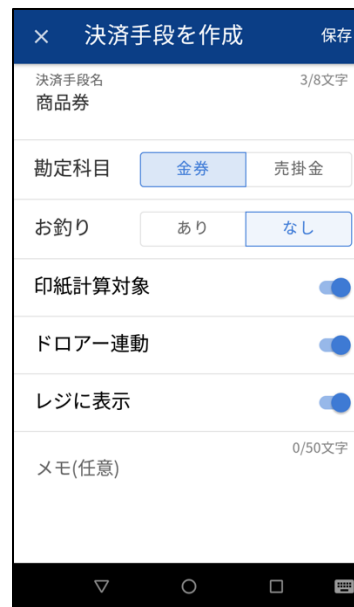 × 決済手段を作成 保存
決済手段名 3/8文字
商品券
勘定科目 金券 売掛金
お釣り あり なし
印紙計算対象
ドロアー連動
レジに表示
0/50文字
メモ(任意)